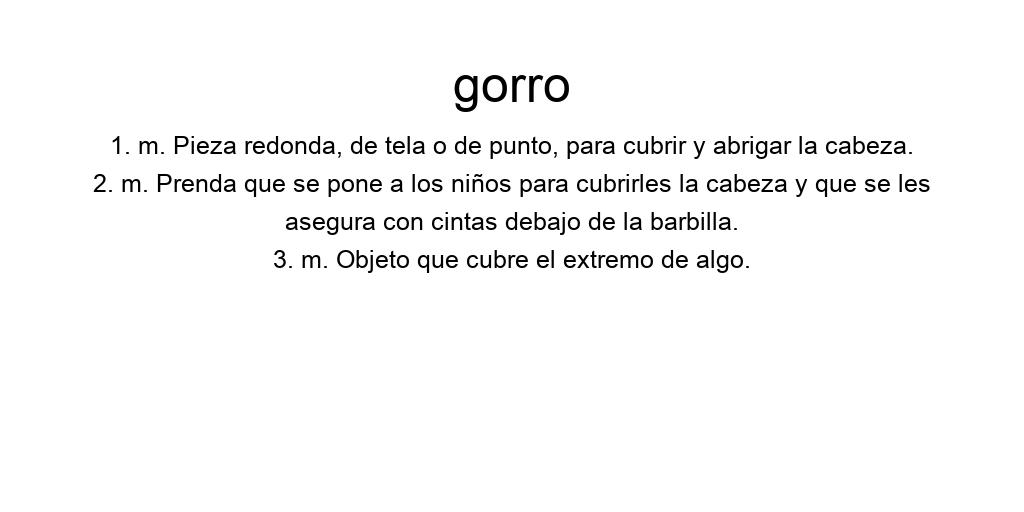 gorro
1. m. Pieza redonda, de tela o de punto, para cubrir y abrigar la cabeza.
2. m. Prenda que se pone a los niños para cubrirles la cabeza y que se les
asegura con cintas debajo de la barbilla.
3. m. Objeto que cubre el extremo de algo.